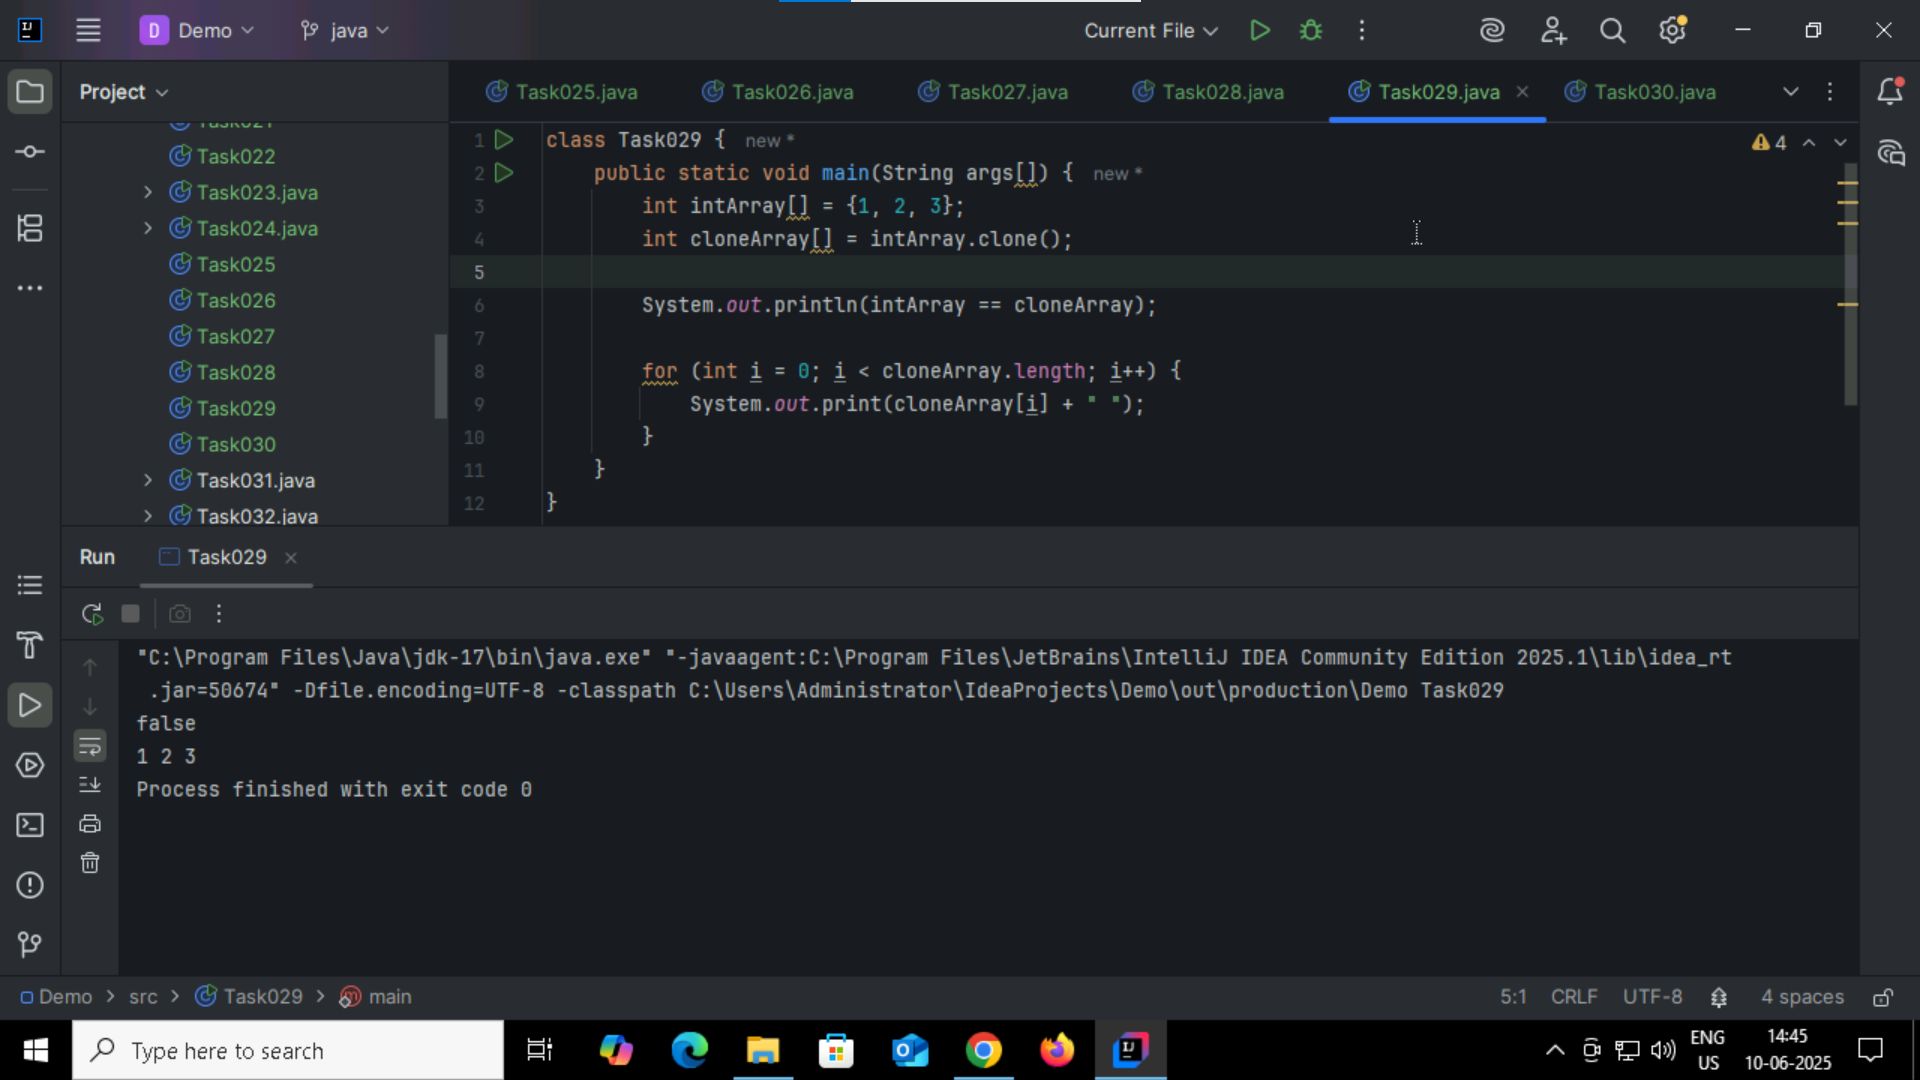 Demo
java
Current File
Project
Task025.java
Task026.java
Task027.java
Task028.java
Task029.java
Task030.java
Task022
Task023.java
Task024.java
Task025
Task026
Task027
Task028
Task029
Task030
Task031.java
Task032.java
4
1 class Task029 { new *
2 public static void main(String args[]) { new *
3 int intArray[] = {1, 2, 3};
4 int cloneArray[] = intArray.clone();
5
6 System.out.println(intArray == cloneArray);
7
8 for (int i = 0; i < cloneArray.length; i++) {
9 System.out.print(cloneArray[i] + " ");
10 }
11 }
12 }
Run Task029
"C:\Program Files\Java\jdk-17\bin\java.exe" "-javaagent:C:\Program Files\JetBrains\IntelliJ IDEA Community Edition 2025.1\lib\idea_rt
.jar=50674" -Dfile.encoding=UTF-8 -classpath C:\Users\Administrator\IdeaProjects\Demo\out\production\Demo Task029
false
1 2 3
Process finished with exit code 0
Demo > src > Task029 > main
5:1 CRLF UTF-8 4 spaces
Type here to search
ENG
US
14:45
10-06-2025